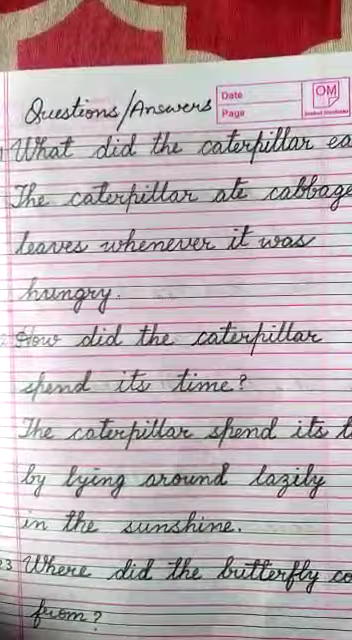 Questions/Answers
Date
Page
OM
What did the caterpillar ea
The caterpillar ate cabbage
leaves whenever it was
hungry.
How did the caterpillar
spend its time?
The caterpillar spend its t
by lying around lazily
in the sunshine.
3 Where did the butterfly co
from?